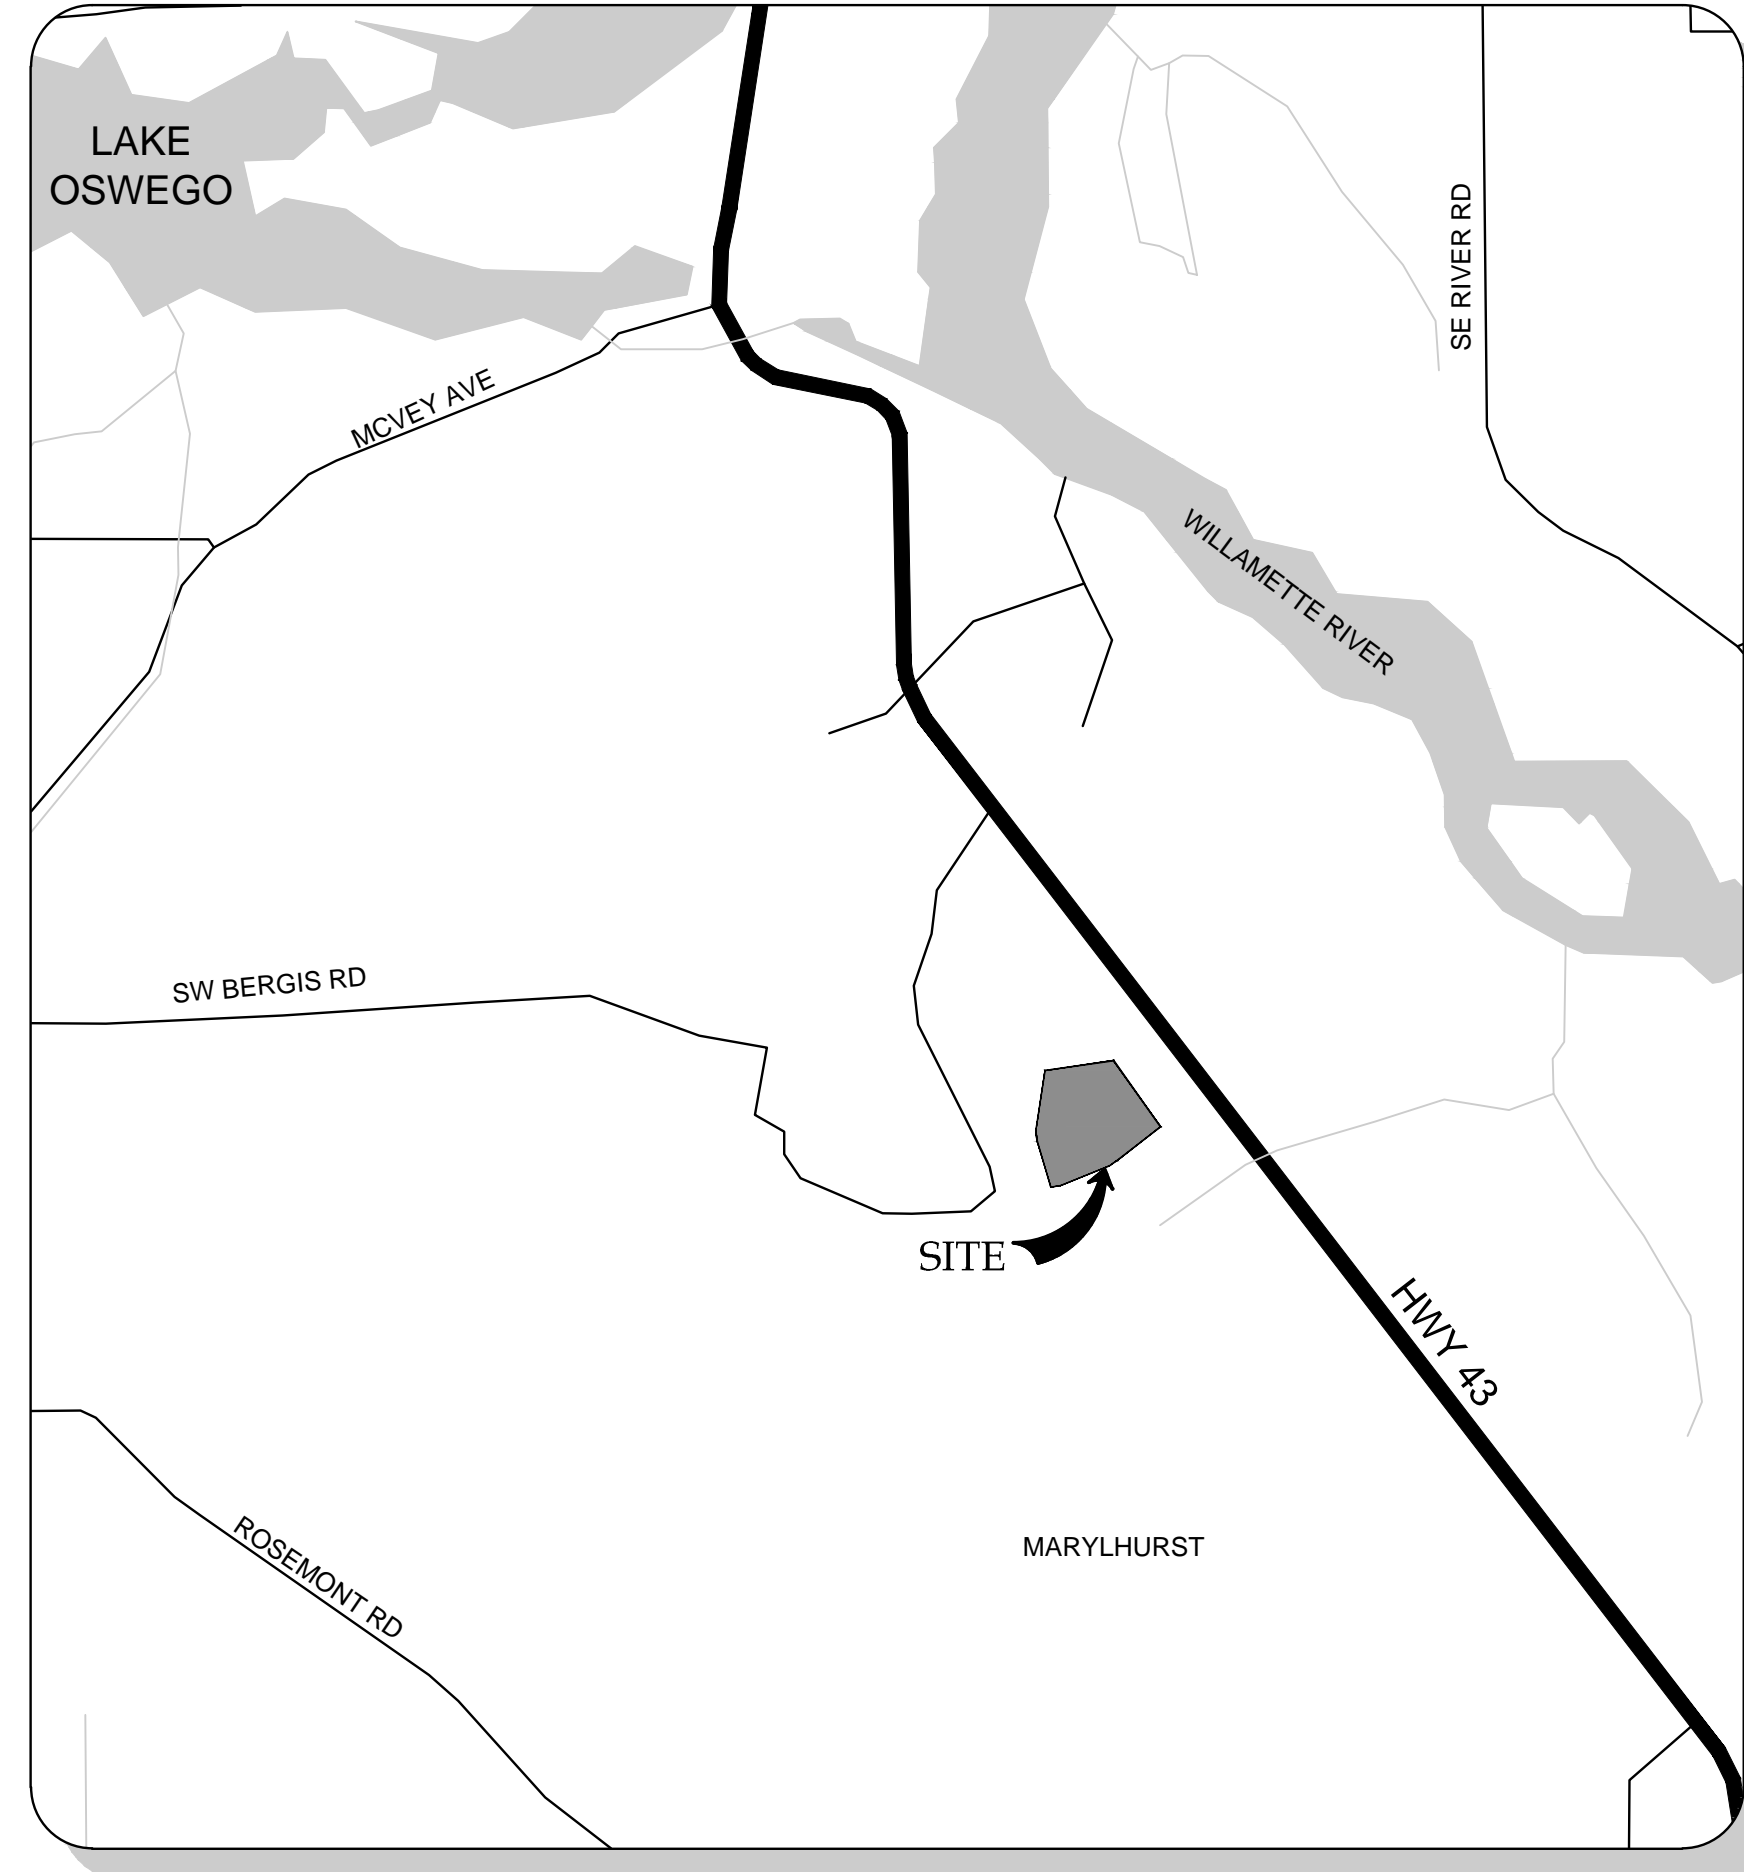 LAKE
OSWEGO
SE RIVER RD
MCVEY AVE
WILLAMETTE RIVER
SW BERGIS RD
SITE
HWY 43
ROSEMONT RD
MARYLHURST